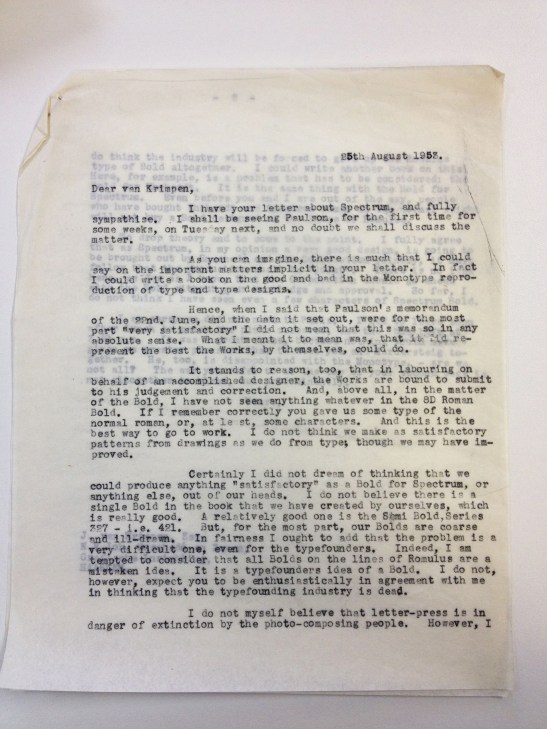 25th August 1953.
Dear van Krimpen,
I have your letter about Spectrum, and fully
sympathise. I shall be seeing Paulson, for the first time for
some weeks, on Tuesday next, and no doubt we shall discuss the
matter.
As you can imagine, there is much that I could
say on the important matters implicit in your letter. In fact
I could write a book on the good and bad in the Monotype repro-
duction of type and type designs.
Hence, when I said that Paulson's memorandum
of the 22nd. June, and the data it set out, were for the most
part "very satisfactory" I did not mean that this was so in any
absolute sense. What I meant it to mean was, that it did re-
present the best the Works, by themselves, could do.
It stands to reason, too, that in labouring on
behalf of an accomplished designer, the Works are bound to submit
to his judgement and correction. And, above all, in the matter
of the Bold, I have not seen anything whatever in the 8D Roman
Bold. If I remember correctly you gave us some type of the
normal roman, or, at le st, some characters. And this is the
best way to go to work. I do not think we make as satisfactory
patterns from drawings as we do from type; though we may have im-
proved.
Certainly I did not dream of thinking that we
could produce anything "satisfactory" as a Bold for Spectrum, or
anything else, out of our heads. I do not believe there is a
single Bold in the book that we have created by ourselves, which
is really good. A relatively good one is the Semi Bold, Series
- i.e. 421. But, for the most part, our Bolds are coarse
and ill-drawn. In fairness I ought to add that the problem is a
very difficult one, even for the typefounders. Indeed, I am
tempted to consider that all Bolds on the lines of Romulus are a
mistaken idea. It is a typefounders idea of a Bold. I do not,
however, expect you to be enthusiastically in agreement with me
in thinking that the typefounding industry is dead.
I do not myself believe that letter-press is in
danger of extinction by the photo-composing people. However, I